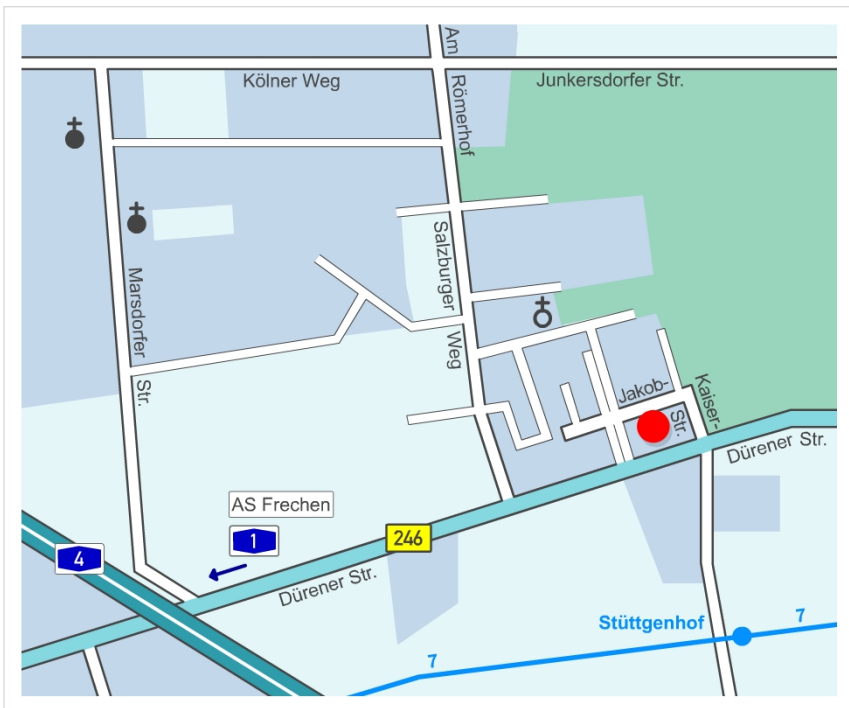 Am
Römerhof
Kölner Weg
Junkersdorfer Str.
Salzburger
Weg
Marsdorfer
Str.
Jakob-
Kaiser-
Str.
Dürener Str.
AS Frechen
1
246
4
Dürener Str.
Stüttgenhof
7
7